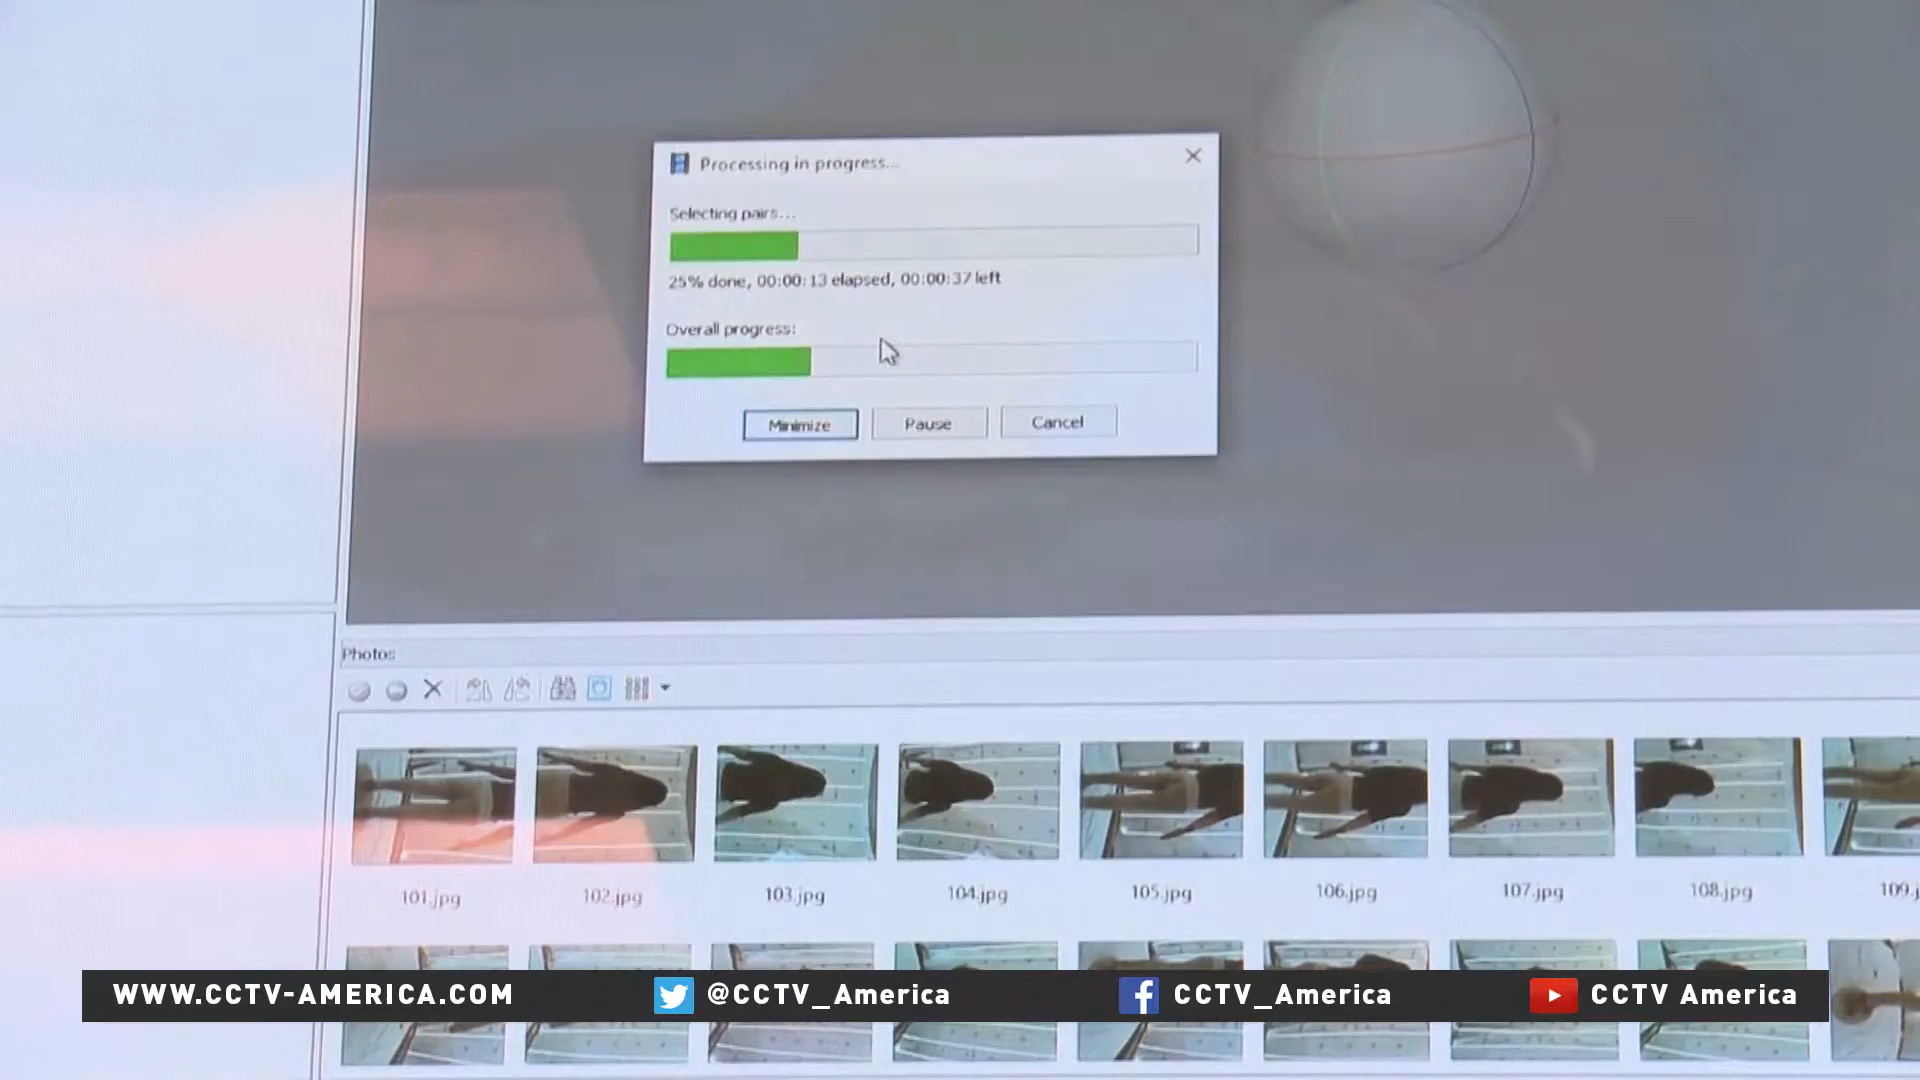 Processing in progress...
Selecting pairs...
25% done, 00:00:13 elapsed, 00:00:37 left
Overall progress:
Minimize
Pause
Cancel
Photos
101.jpg
102.jpg
103.jpg
104.jpg
105.jpg
106.jpg
107.jpg
108.jpg
109.j
WWW.CCTV-AMERICA.COM
@CCTV_America
CCTV_America
CCTV America